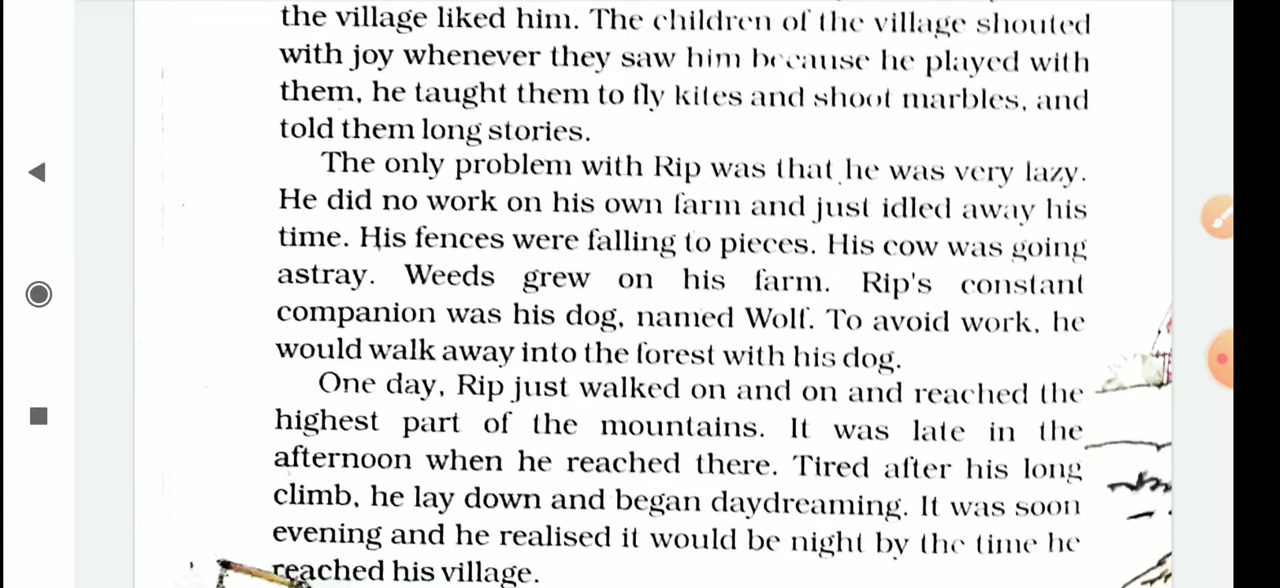 the village liked him. The children of the village shouted
with joy whenever they saw him because he played with
them, he taught them to fly kites and shoot marbles, and
told them long stories.
The only problem with Rip was that he was very lazy.
He did no work on his own farm and just idled away his
time. His fences were falling to pieces. His cow was going
astray. Weeds grew on his farm. Rip's constant
companion was his dog, named Wolf. To avoid work, he
would walk away into the forest with his dog.
One day, Rip just walked on and on and reached the
highest part of the mountains. It was late in the
afternoon when he reached there. Tired after his long
climb, he lay down and began daydreaming. It was soon
evening and he realised it would be night by the time he
reached his village.